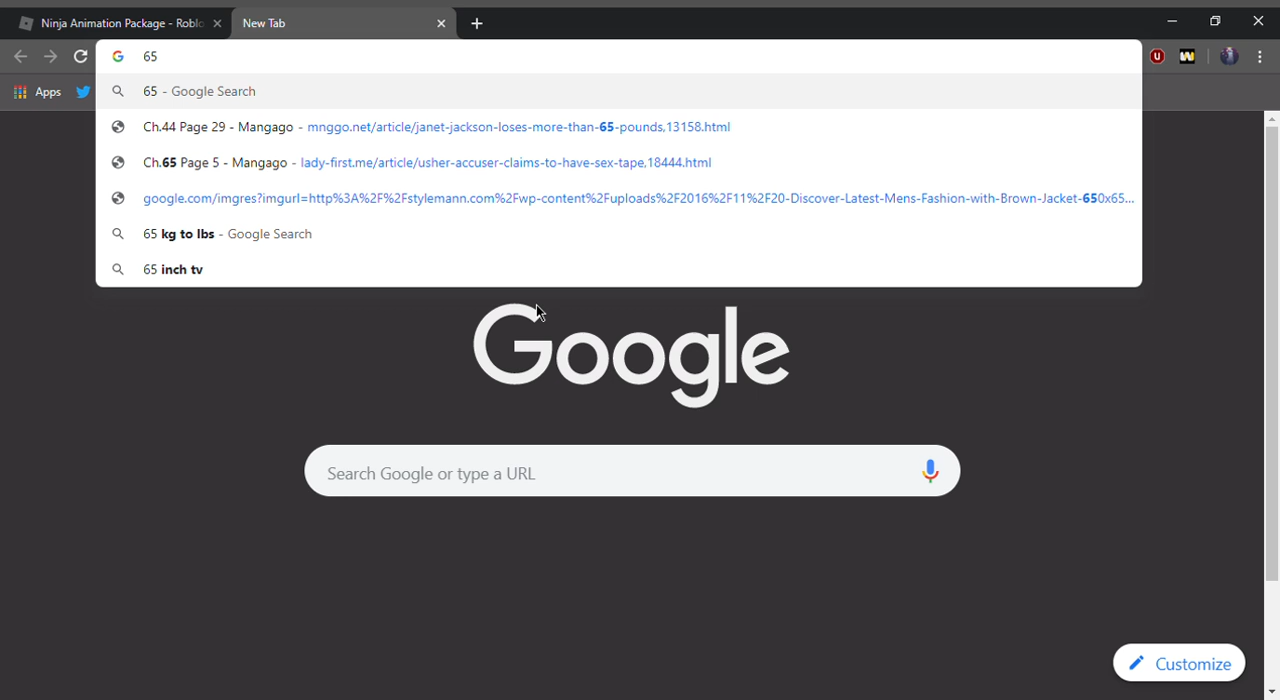 Ninja Animation Package - Roblo
New Tab
65
Apps
65 - Google Search
Ch.44 Page 29 - Mangago - mnggo.net/article/janet-jackson-loses-more-than-65-pounds,13158.html
Ch.65 Page 5 - Mangago - lady-first.me/article/usher-accuser-claims-to-have-sex-tape,18444.html
google.com/imgres?imgurl=http%3A%2F%2Fstylemann.com%2Fwp-content%2Fuploads%2F2016%2F11%2F20-Discover-Latest-Mens-Fashion-with-Brown-Jacket-650x65...
65 kg to lbs - Google Search
65 inch tv
Google
Search Google or type a URL
Customize